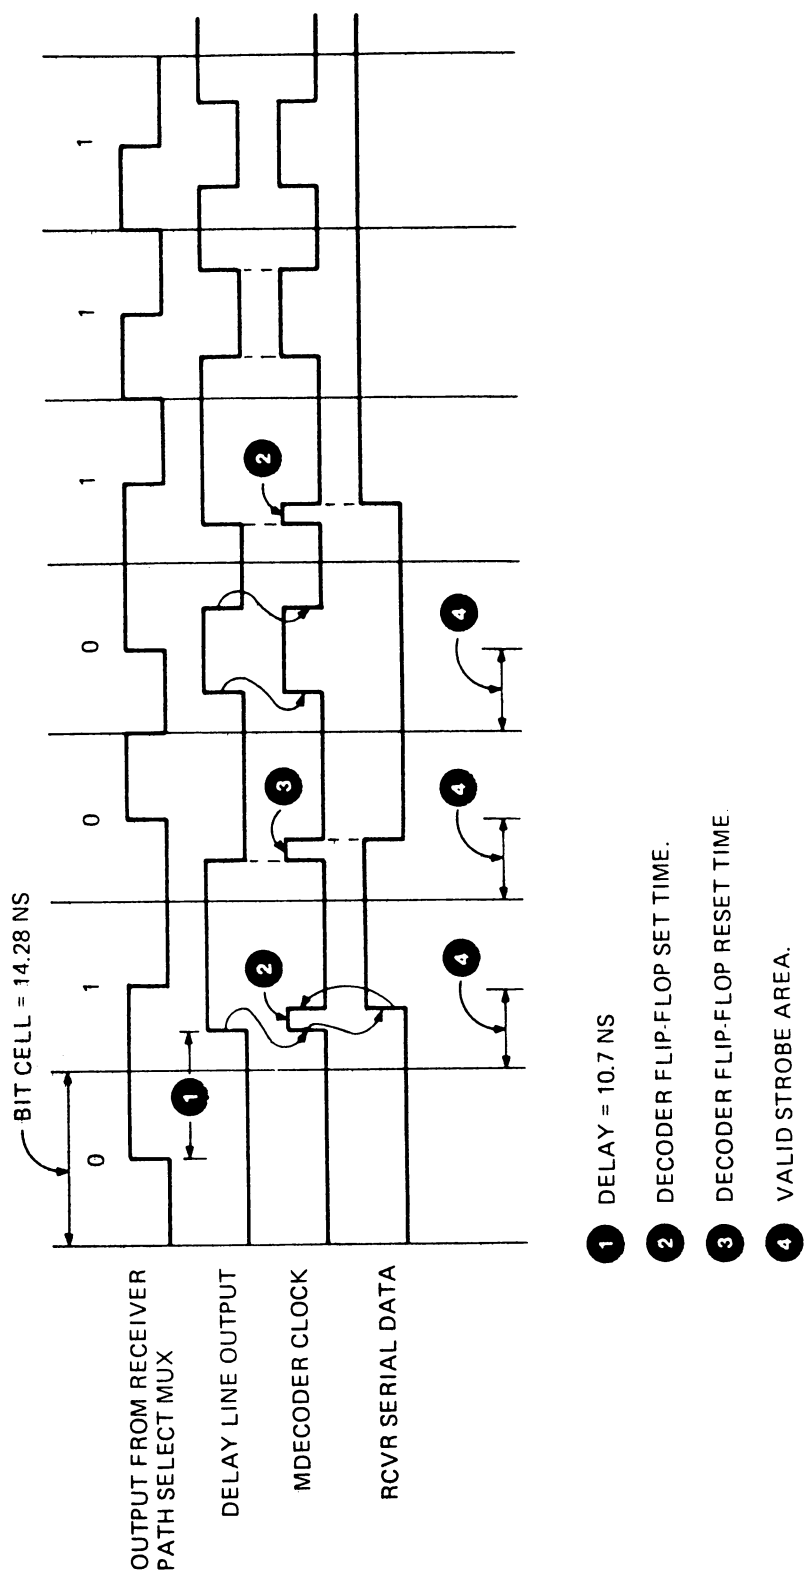 BIT CELL = 14.28 NS
0 1 0 0 1 1 1
OUTPUT FROM RECEIVER
PATH SELECT MUX
1
DELAY LINE OUTPUT
2 3 2
MDECODER CLOCK
RCVR SERIAL DATA
4 4 4
1 DELAY = 10.7 NS
2 DECODER FLIP-FLOP SET TIME.
3 DECODER FLIP-FLOP RESET TIME.
4 VALID STROBE AREA.